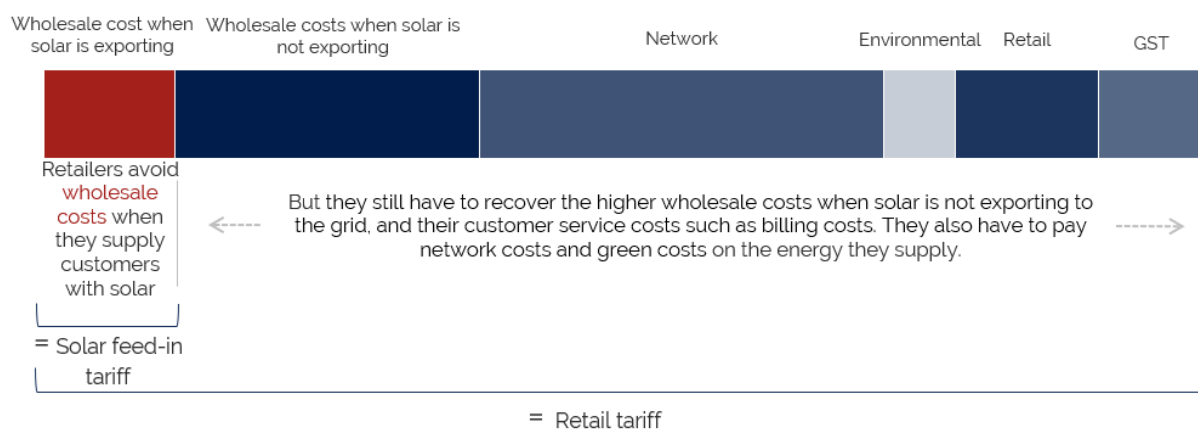 Wholesale cost when
solar is exporting
Wholesale costs when solar is
not exporting
Network
Environmental
Retail
GST
Retailers avoid
wholesale
costs when
they supply
customers
with solar
But they still have to recover the higher wholesale costs when solar is not exporting to
the grid, and their customer service costs such as billing costs. They also have to pay
network costs and green costs on the energy they supply.
= Solar feed-in
tariff
= Retail tariff